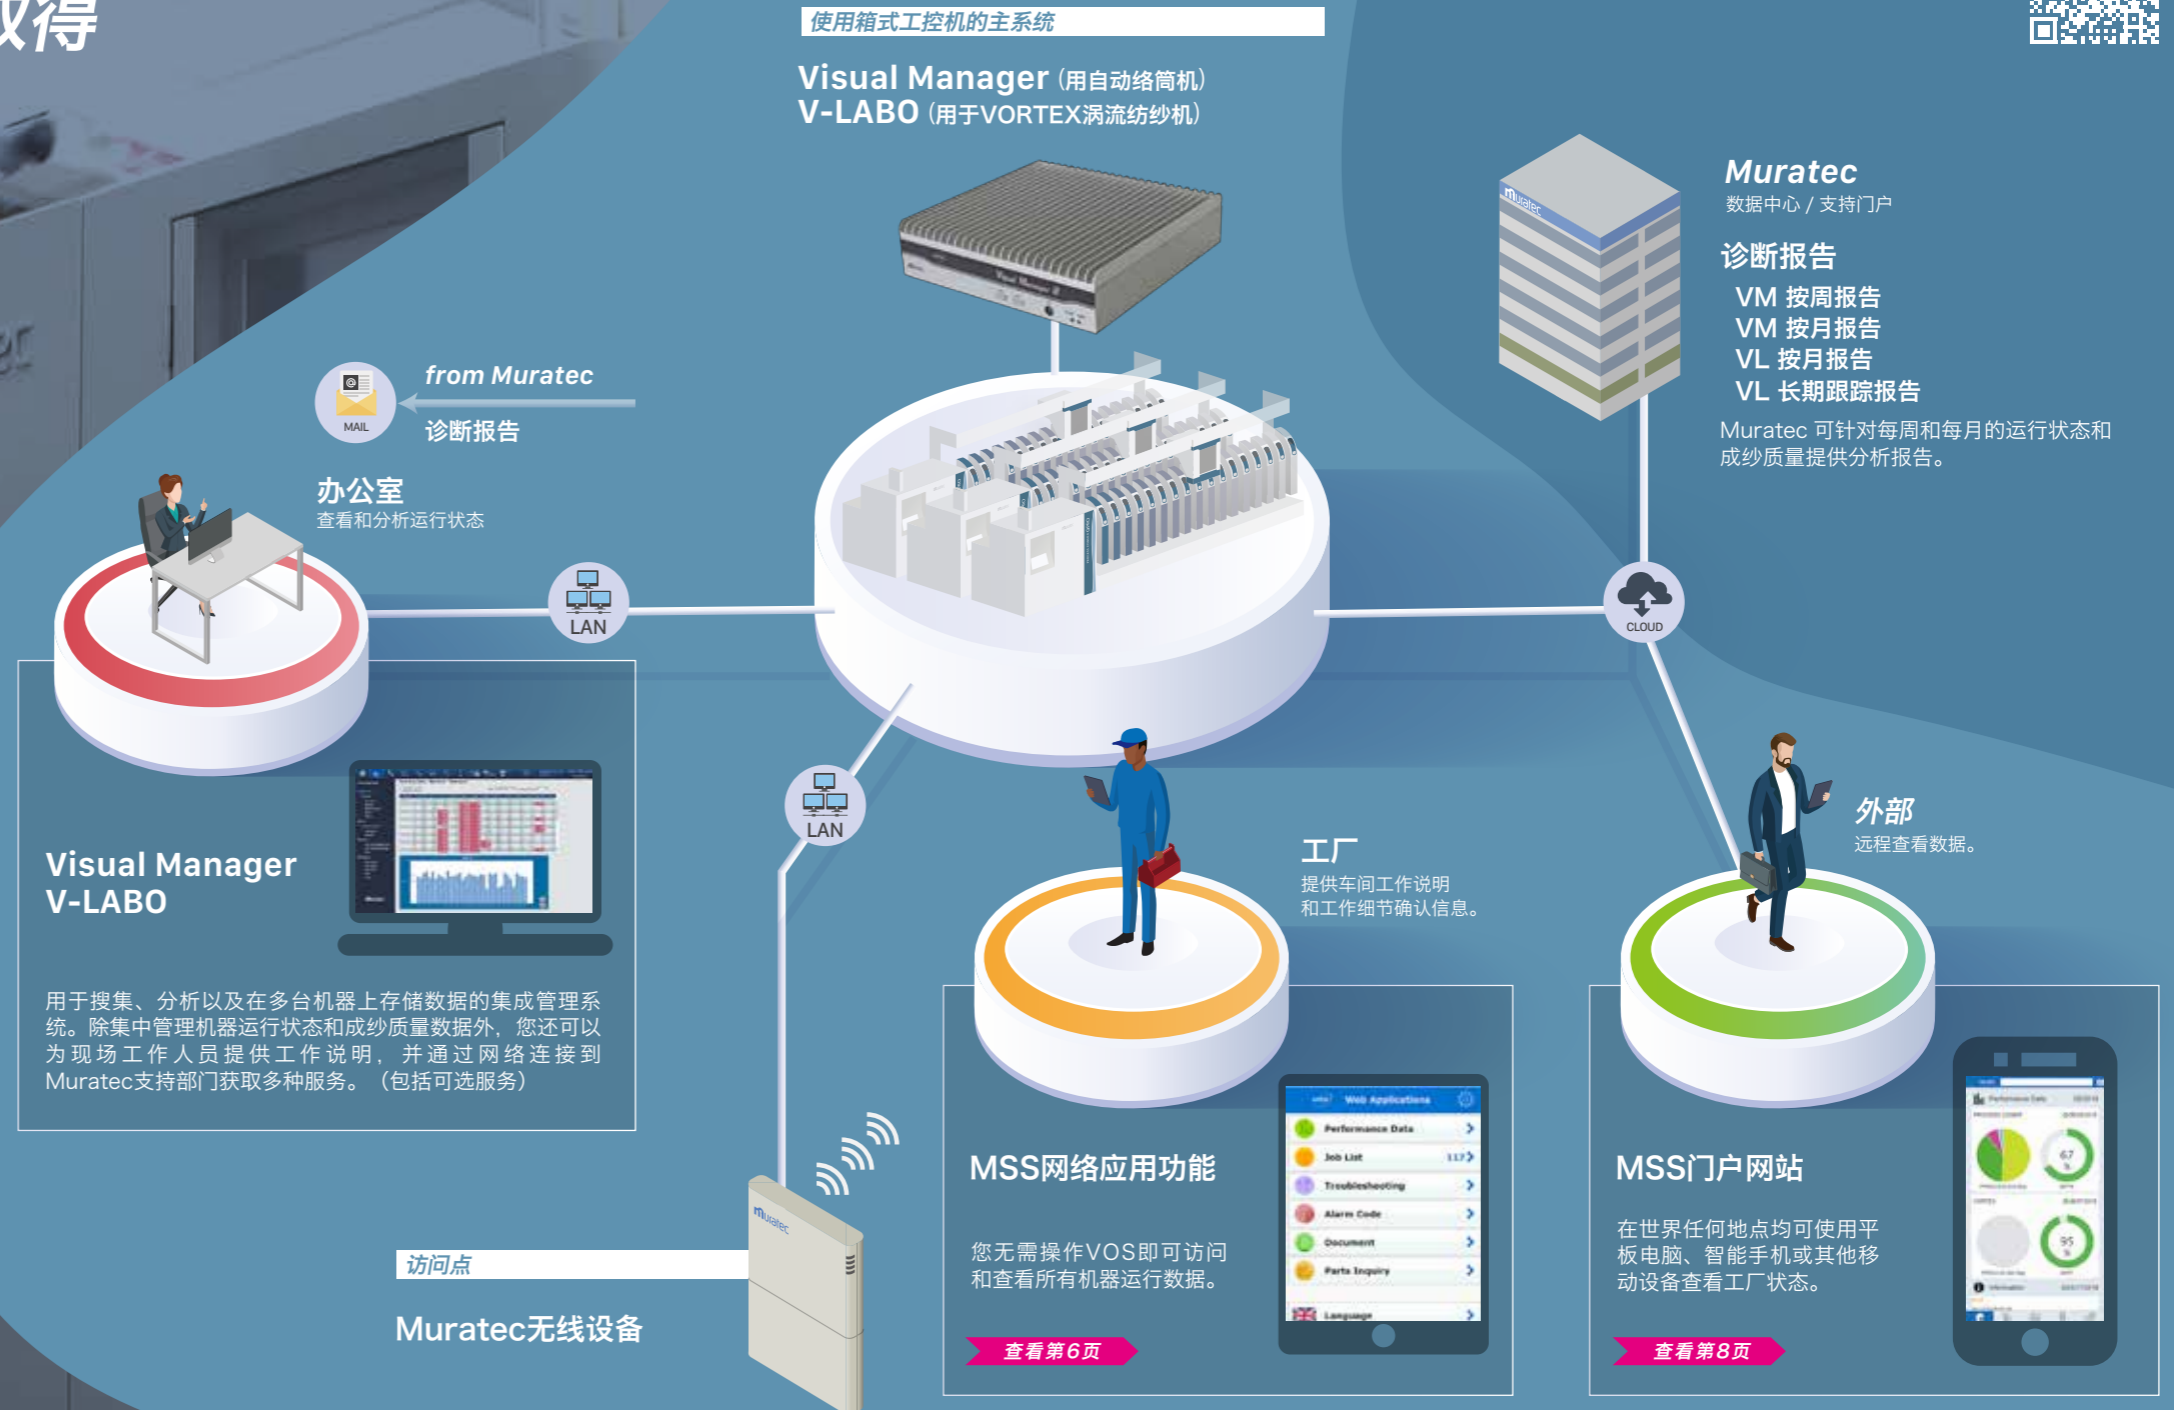 取得
使用箱式工控机的主系统
Visual Manager（用自动络筒机）
V-LABO（用于VORTEX涡流纺纱机）
Visual Manager
muratec
Muratec
数据中心 / 支持门户
诊断报告
VM 按周报告
VM 按月报告
VL 按月报告
VL 长期跟踪报告
Muratec 可针对每周和每月的运行状态和
成纱质量提供分析报告。
from Muratec
MAIL
诊断报告
办公室
查看和分析运行状态
LAN
CLOUD
LAN
Visual Manager
V-LABO
用于搜集、分析以及在多台机器上存储数据的集成管理系
统。除集中管理机器运行状态和成纱质量数据外，您还可以
为现场工作人员提供工作说明，并通过网络连接到
Muratec支持部门获取多种服务。（包括可选服务）
工厂
提供车间工作说明
和工作细节确认信息。
外部
远程查看数据。
muratec
访问点
Muratec无线设备
MSS网络应用功能
您无需操作VOS即可访问
和查看所有机器运行数据。
查看第6页
Web Applications
Performance Data
Job List 117
Troubleshooting
Alarm Code
Document
Parts Inquiry
Language
MSS门户网站
在世界任何地点均可使用平
板电脑、智能手机或其他移
动设备查看工厂状态。
查看第8页
Performance Data
67
%
95
%
Information